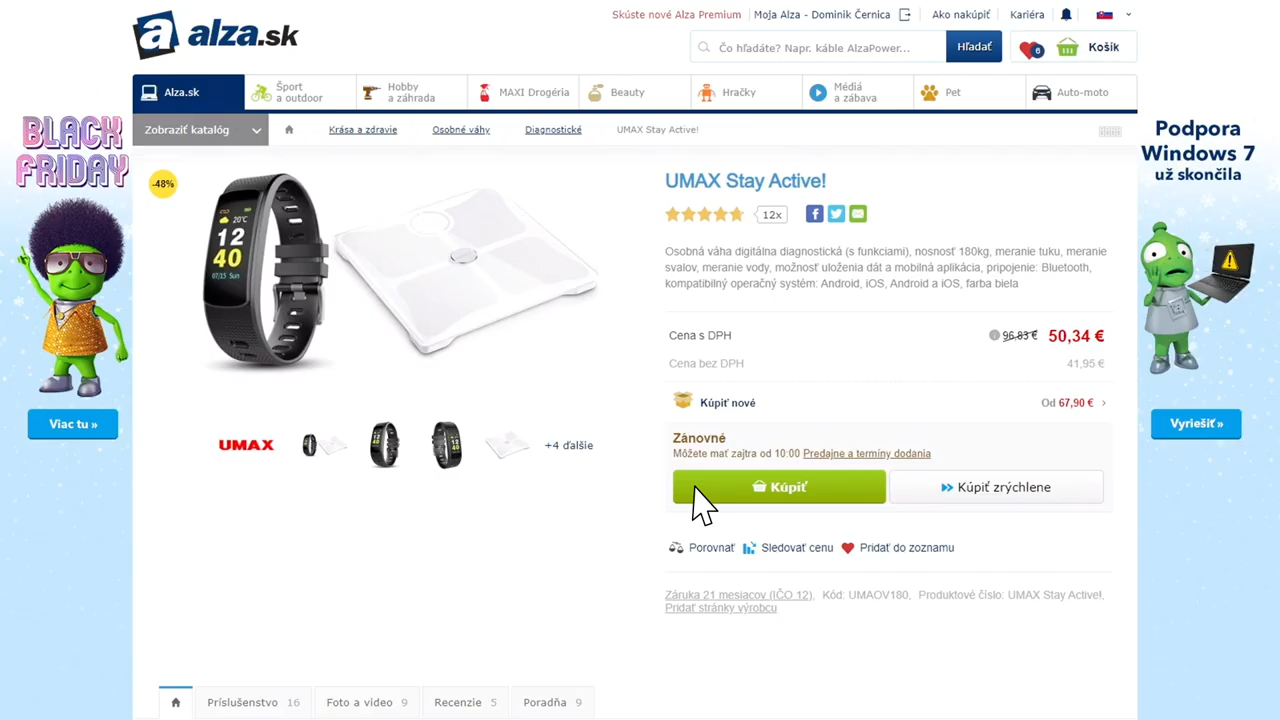 alza.sk
Skúste nové Alza Premium
Moja Alza - Dominik Černica
Ako nakúpiť
Kariéra
Čo hľadáte? Napr. káble AlzaPower...
Hľadať
6
Košík
Alza.sk
Šport
a outdoor
Hobby
a záhrada
MAXI Drogéria
Beauty
Hračky
Médiá
a zábava
Pet
Auto-moto
Zobraziť katalóg
Krása a zdravie
Osobné váhy
Diagnostické
UMAX Stay Active!
BLACK
FRIDAY
Viac tu »
Podpora
Windows 7
už skončila
Vyriešiť »
-48%
20°C
12
40
07/15 Sun
UMAX Stay Active!
12x
Osobná váha digitálna diagnostická (s funkciami), nosnosť 180kg, meranie tuku, meranie
svalov, meranie vody, možnosť uloženia dát a mobilná aplikácia, pripojenie: Bluetooth,
kompatibilný operačný systém: Android, iOS, Android a iOS, farba biela
Cena s DPH
96,83 € 50,34 €
Cena bez DPH
41,95 €
Kúpiť nové
Od 67,90 €
Zánovné
Môžete mať zajtra od 10:00 Predajne a termíny dodania
Kúpiť
Kúpiť zrýchlene
UMAX
+4 ďalšie
Porovnať
Sledovať cenu
Pridať do zoznamu
Záruka 21 mesiacov (IČO 12), Kód: UMAOV180, Produktové číslo: UMAX Stay Active!,
Pridať stránky výrobcu
Príslušenstvo 16
Foto a video 9
Recenzie 5
Poradňa 9